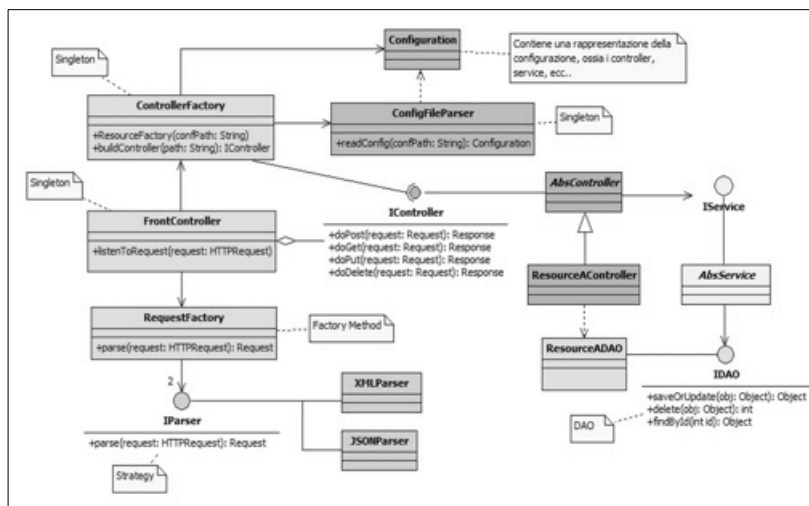 Configuration
Contiene una rappresentazione della
configurazione, ossia i controller,
service, ecc..
Singleton
ControllerFactory
+ResourceFactory(confPath: String)
+buildController(path: String): IController
ConfigFileParser
+readConfig(confPath: String): Configuration
Singleton
Singleton
FrontController
+listenToRequest(request: HTTPRequest)
IController
+doPost(request: Request): Response
+doGet(request: Request): Response
+doPut(request: Request): Response
+doDelete(request: Request): Response
AbsController
IService
ResourceAController
AbsService
RequestFactory
+parse(request: HTTPRequest): Request
Factory Method
ResourceADAO
IDAO
+saveOrUpdate(obj: Object): Object
+delete(obj: Object): int
+findById(int id): Object
DAO
2
IParser
+parse(request: HTTPRequest): Request
XMLParser
JSONParser
Strategy